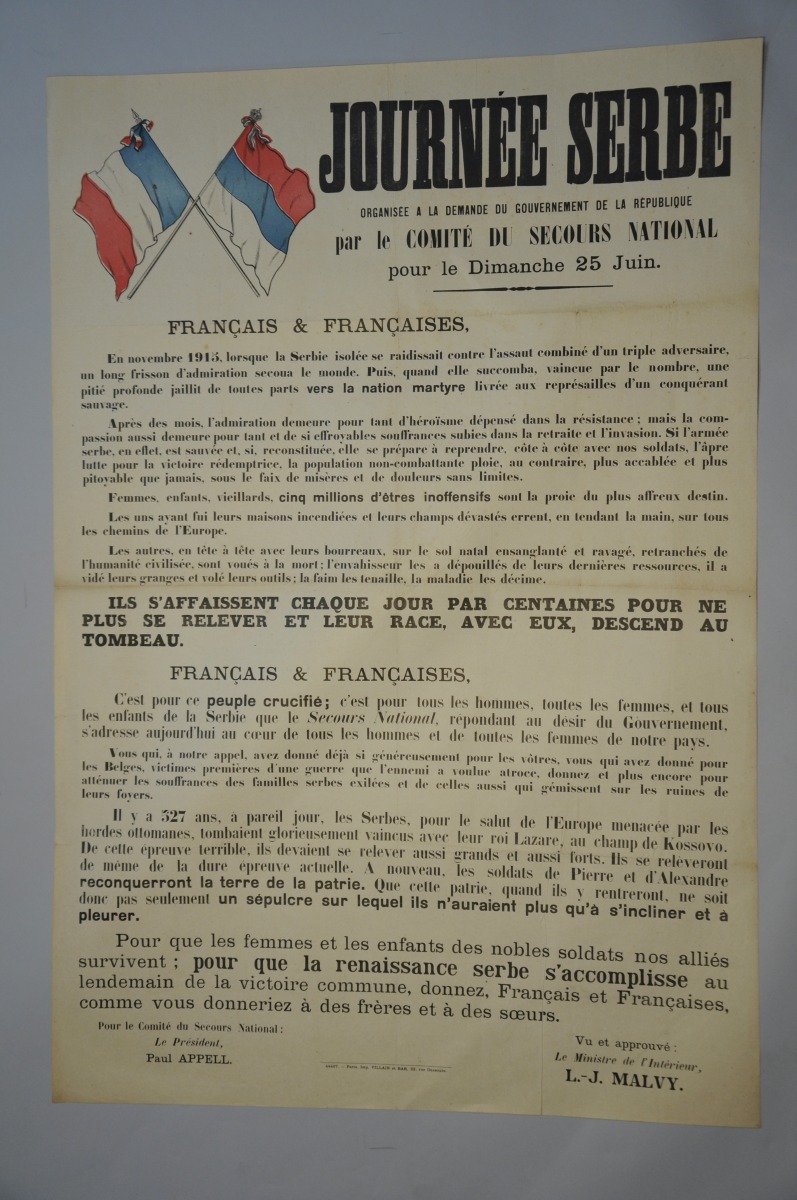 JOURNÉE SERBE
ORGANISÉE A LA DEMANDE DU GOUVERNEMENT DE LA RÉPUBLIQUE
par le COMITÉ DU SECOURS NATIONAL
pour le Dimanche 25 Juin.
FRANÇAIS & FRANÇAISES,
En novembre 1915, lorsque la Serbie isolée se raidissait contre l'assaut combiné d'un triple adversaire,
un long frisson d'admiration secoua le monde. Puis, quand elle succomba, vaincue par le nombre, une
pitié profonde jaillit de toutes parts vers la nation martyre livrée aux représailles d'un conquérant
sauvage.
Après des mois, l'admiration demeure pour tant d'héroïsme dépensé dans la résistance ; mais la com-
passion aussi demeure pour tant et de si effroyables souffrances subies dans la retraite et l'invasion. Si l'armée
serbe, en effet, est sauvée et, si, reconstituée, elle se prépare à reprendre, côte à côte avec nos soldats, l'âpre
lutte pour la victoire rédemptrice, la population non-combattante ploie, au contraire, plus accablée et plus
pitoyable que jamais, sous le faix de misères et de douleurs sans limites.
Femmes, enfants, vieillards, cinq millions d'êtres inoffensifs sont la proie du plus affreux destin.
Les uns ayant fui leurs maisons incendiées et leurs champs dévastés errent, en tendant la main, sur tous
les chemins de l'Europe.
Les autres, en tête à tête avec leurs bourreaux, sur le sol natal ensanglanté et ravagé, retranchés de
l'humanité civilisée, sont voués à la mort ; l'envahisseur les a dépouillés de leurs dernières ressources, il a
vidé leurs granges et volé leurs outils ; la faim les tenaille, la maladie les décime.
ILS S'AFFAISSENT CHAQUE JOUR PAR CENTAINES POUR NE
PLUS SE RELEVER ET LEUR RACE, AVEC EUX, DESCEND AU
TOMBEAU.
FRANÇAIS & FRANÇAISES,
C'est pour ce peuple crucifié ; c'est pour tous les hommes, toutes les femmes, et tous
les enfants de la Serbie que le Secours National, répondant au désir du Gouvernement,
s'adresse aujourd'hui au cœur de tous les hommes et de toutes les femmes de notre pays.
Vous qui, à notre appel, avez donné déjà si généreusement pour les vôtres, vous qui avez donné pour
les Belges, victimes premières d'une guerre que l'ennemi a voulue atroce, donnez et plus encore pour
atténuer les souffrances des familles serbes exilées et de celles aussi qui gémissent sur les ruines de
leurs foyers.
Il y a 527 ans, à pareil jour, les Serbes, pour le salut de l'Europe menacée par les
hordes ottomanes, tombaient glorieusement vaincus avec leur roi Lazare, au champ de Kossovo.
De cette épreuve terrible, ils devaient se relever aussi grands et aussi forts. Ils se relèveront
de même de la dure épreuve actuelle. A nouveau, les soldats de Pierre et d'Alexandre
reconquerront la terre de la patrie. Que cette patrie, quand ils y rentreront, ne soit
donc pas seulement un sépulcre sur lequel ils n'auraient plus qu'à s'incliner et à
pleurer.
Pour que les femmes et les enfants des nobles soldats nos alliés
survivent ; pour que la renaissance serbe s'accomplisse au
lendemain de la victoire commune, donnez, Français et Françaises,
comme vous donneriez à des frères et à des sœurs.
Pour le Comité du Secours National :
Le Président,
Paul APPELL.
Vu et approuvé :
Le Ministre de l'Intérieur,
L.-J. MALVY.
Paris, Imp. VILLAIN et BAR